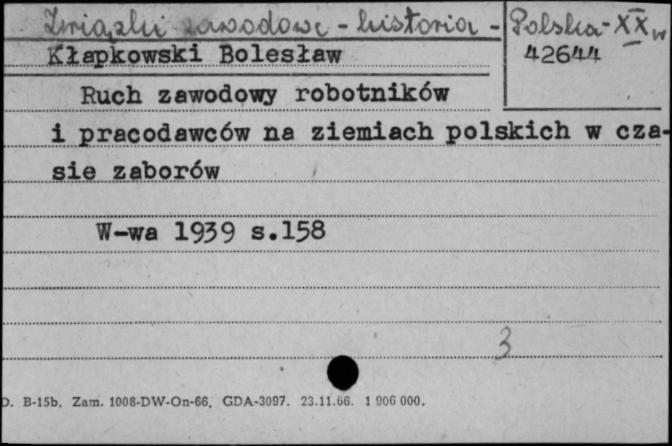 Związki zawodowe - historia - Polska - XX w
42644
Kłapkowski Bolesław
Ruch zawodowy robotników
i pracodawców na ziemiach polskich w cza-
sie zaborów
W-wa 1939 s.158
3
D. B-15b. Zam. 1008-DW-On-66. GDA-3097. 23.11.66. 1 906 000.